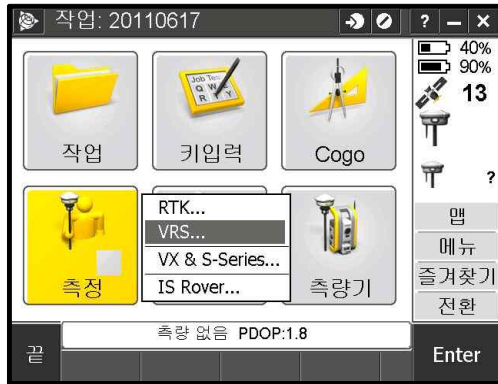 작업: 20110617
? – ×
40%
90%
13
?
작업
키입력
Cogo
측정
RTK...
VRS...
VX & S-Series...
IS Rover...
측량기
맵
메뉴
즐겨찾기
전환
측량 없음 PDOP:1.8
끝
Enter